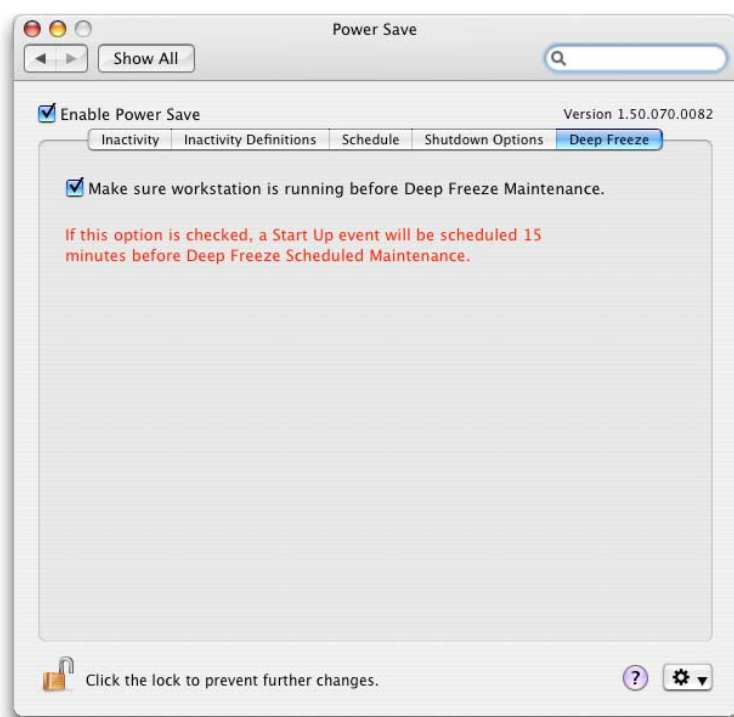 Power Save
Show All
Enable Power Save
Version 1.50.070.0082
Inactivity
Inactivity Definitions
Schedule
Shutdown Options
Deep Freeze
Make sure workstation is running before Deep Freeze Maintenance.
If this option is checked, a Start Up event will be scheduled 15
minutes before Deep Freeze Scheduled Maintenance.
Click the lock to prevent further changes.
?